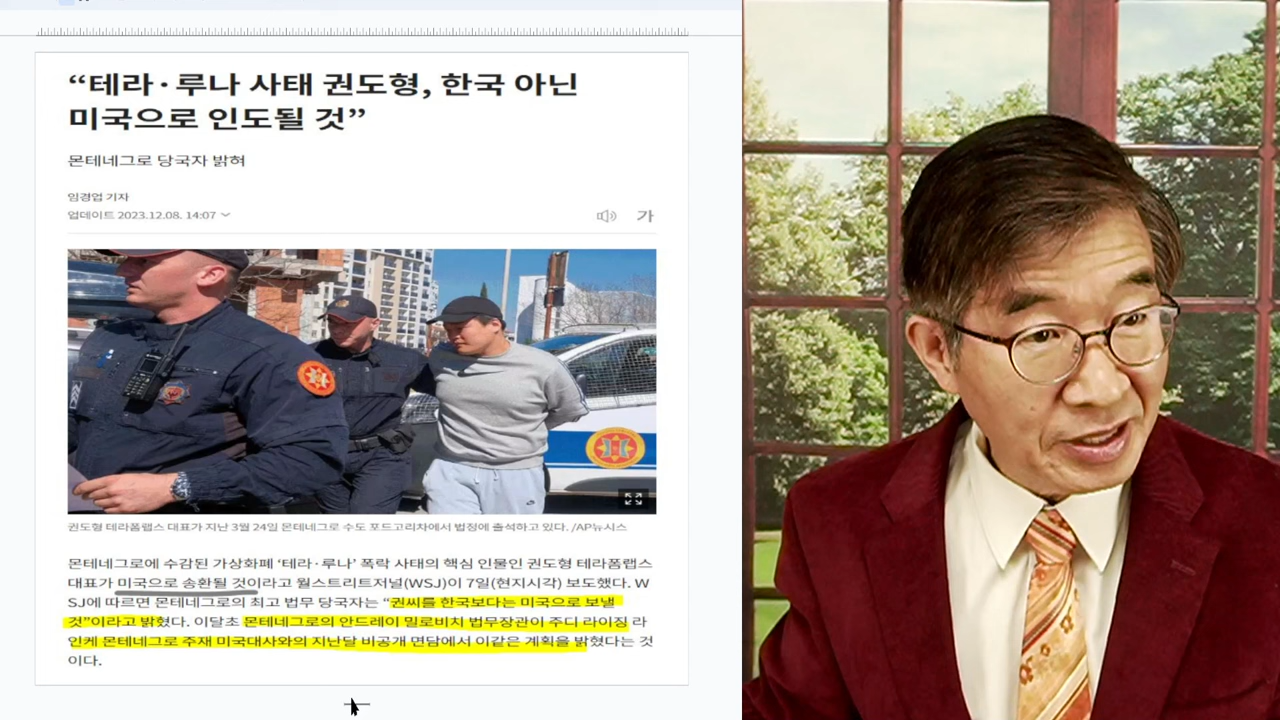 “테라·루나 사태 권도형, 한국 아닌
미국으로 인도될 것”
몬테네그로 당국자 밝혀
임경업 기자
업데이트 2023.12.08. 14:07
가
권도형 테라폼랩스 대표가 지난 3월 24일 몬테네그로 수도 포드고리차에서 법정에 출석하고 있다. /AP뉴시스
몬테네그로에 수감된 가상화폐 ‘테라·루나’ 폭락 사태의 핵심 인물인 권도형 테라폼랩스
대표가 미국으로 송환될 것이라고 월스트리트저널(WSJ)이 7일(현지시각) 보도했다. W
SJ에 따르면 몬테네그로의 최고 법무 당국자는 “권씨를 한국보다는 미국으로 보낼
것”이라고 밝혔다. 이달초 몬테네그로의 안드레이 밀로비치 법무장관이 주디 라이징 라
인케 몬테네그로 주재 미국대사와의 지난달 비공개 면담에서 이같은 계획을 밝혔다는 것
이다.